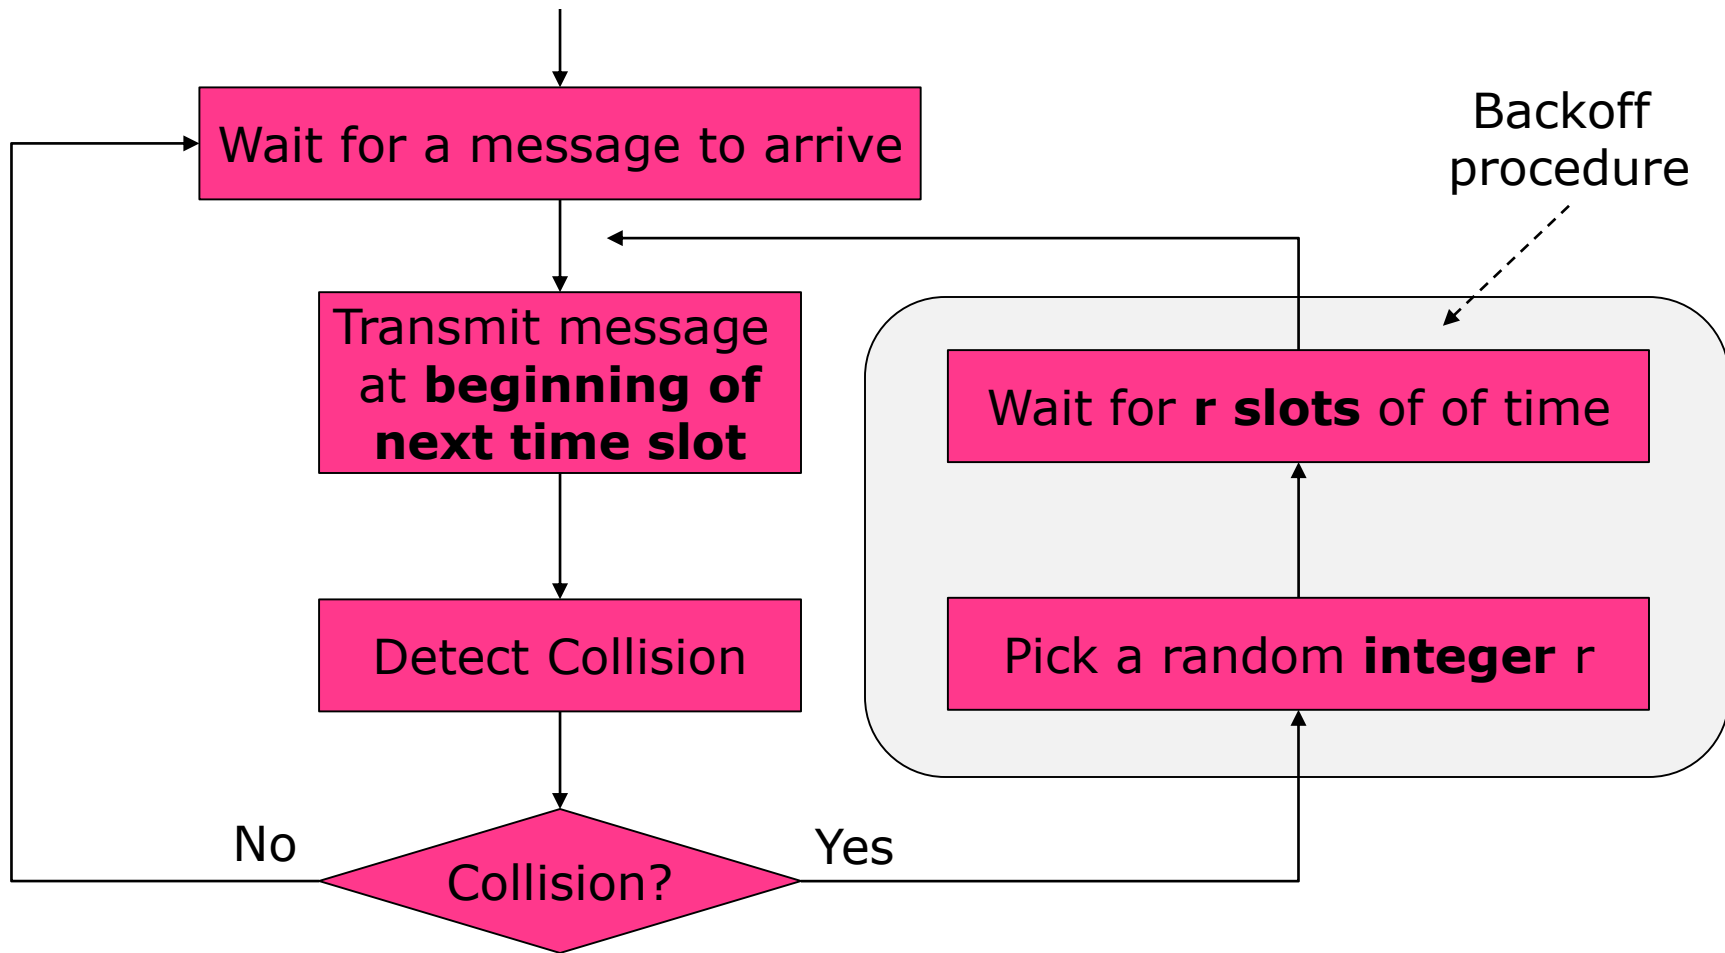 Wait for a message to arrive
Backoff
procedure
Transmit message
at beginning of
next time slot
Wait for r slots of of time
Detect Collision
Pick a random integer r
No
Yes
Collision?